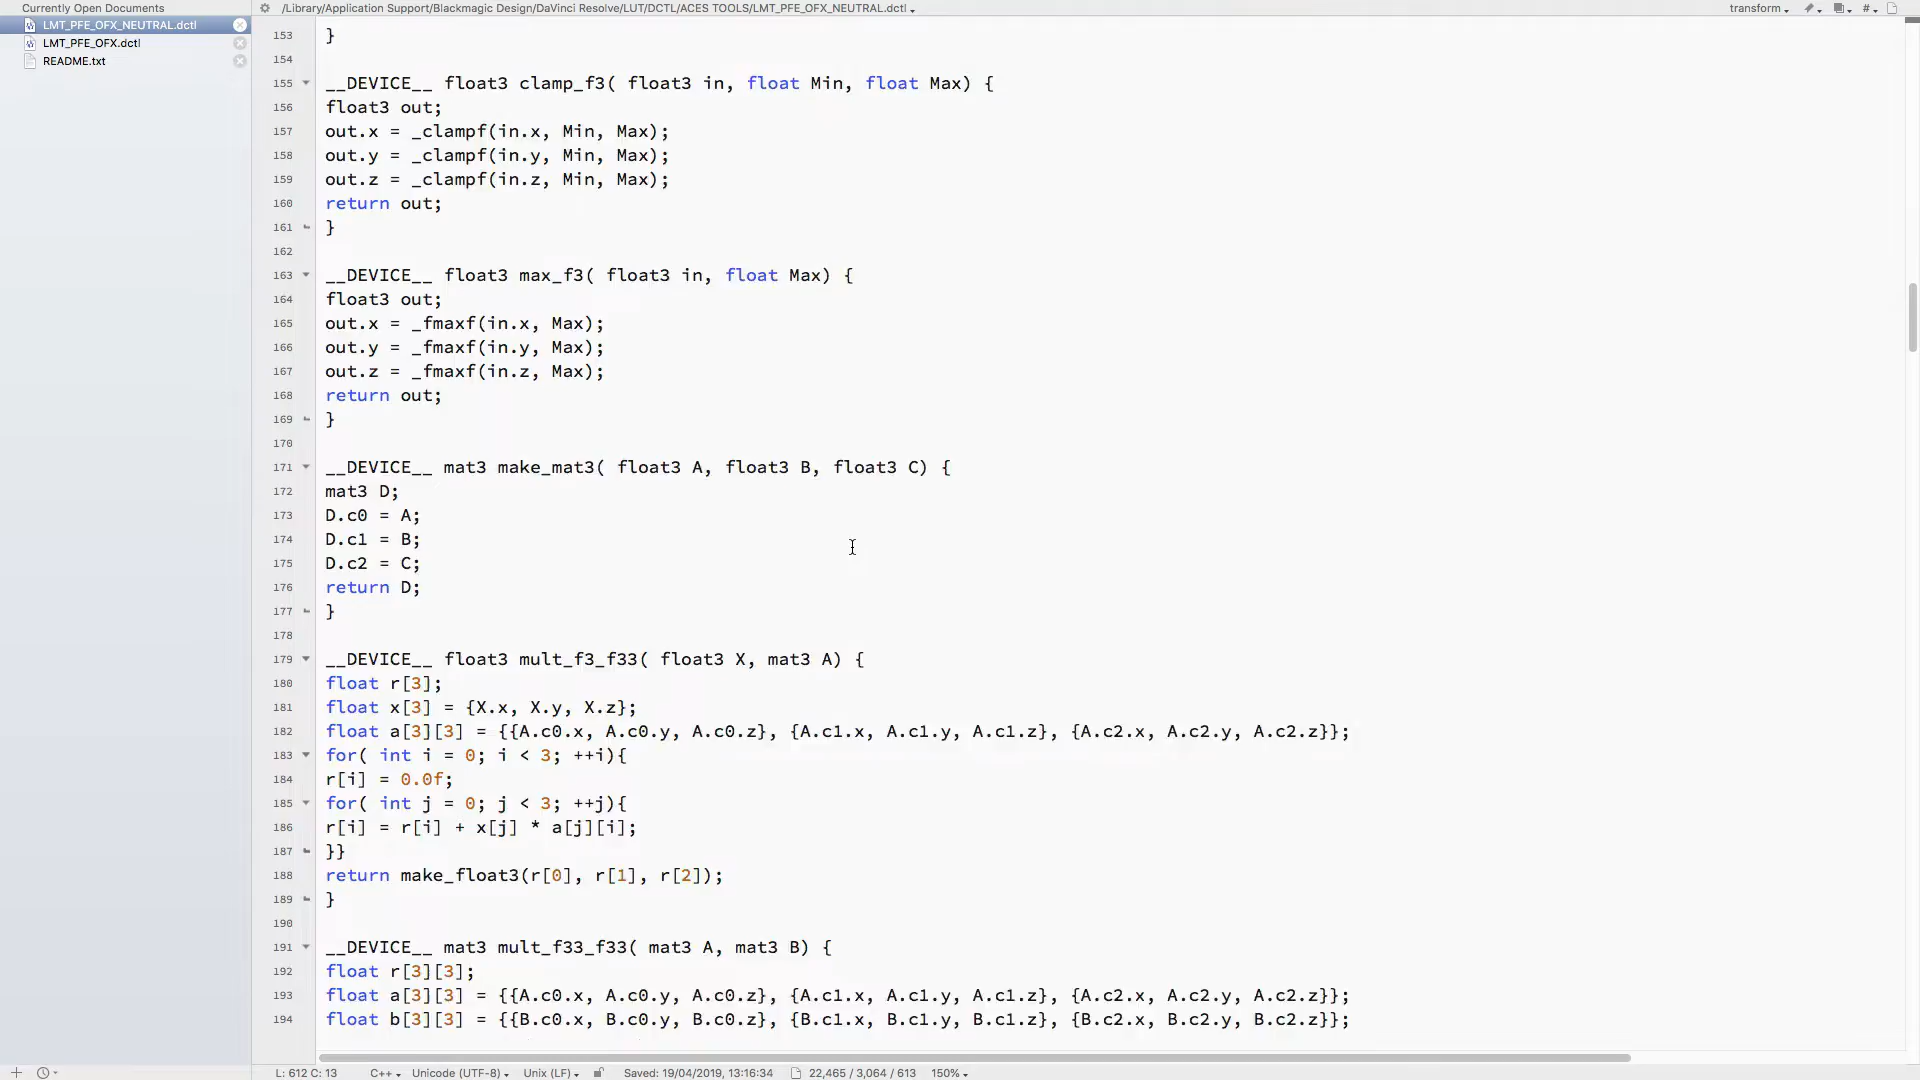 Currently Open Documents
/Library/Application Support/Blackmagic Design/DaVinci Resolve/LUT/DCTL/ACES TOOLS/LMT_PFE_OFX_NEUTRAL.dctl
transform
#
LMT_PFE_OFX_NEUTRAL.dctl
LMT_PFE_OFX.dctl
README.txt
153 }
154
155 __DEVICE__ float3 clamp_f3( float3 in, float Min, float Max) {
156 float3 out;
157 out.x = _clampf(in.x, Min, Max);
158 out.y = _clampf(in.y, Min, Max);
159 out.z = _clampf(in.z, Min, Max);
160 return out;
161 }
162
163 __DEVICE__ float3 max_f3( float3 in, float Max) {
164 float3 out;
165 out.x = _fmaxf(in.x, Max);
166 out.y = _fmaxf(in.y, Max);
167 out.z = _fmaxf(in.z, Max);
168 return out;
169 }
170
171 __DEVICE__ mat3 make_mat3( float3 A, float3 B, float3 C) {
172 mat3 D;
173 D.c0 = A;
174 D.c1 = B;
175 D.c2 = C;
176 return D;
177 }
178
179 __DEVICE__ float3 mult_f3_f33( float3 X, mat3 A) {
180 float r[3];
181 float x[3] = {X.x, X.y, X.z};
182 float a[3][3] = {{A.c0.x, A.c0.y, A.c0.z}, {A.c1.x, A.c1.y, A.c1.z}, {A.c2.x, A.c2.y, A.c2.z}};
183 for( int i = 0; i < 3; ++i){
184 r[i] = 0.0f;
185 for( int j = 0; j < 3; ++j){
186 r[i] = r[i] + x[j] * a[j][i];
187 }}
188 return make_float3(r[0], r[1], r[2]);
189 }
190
191 __DEVICE__ mat3 mult_f33_f33( mat3 A, mat3 B) {
192 float r[3][3];
193 float a[3][3] = {{A.c0.x, A.c0.y, A.c0.z}, {A.c1.x, A.c1.y, A.c1.z}, {A.c2.x, A.c2.y, A.c2.z}};
194 float b[3][3] = {{B.c0.x, B.c0.y, B.c0.z}, {B.c1.x, B.c1.y, B.c1.z}, {B.c2.x, B.c2.y, B.c2.z}};
L: 612 C: 13 C++ Unicode (UTF-8) Unix (LF) Saved: 19/04/2019, 13:16:34 22,465 / 3,064 / 613 150%